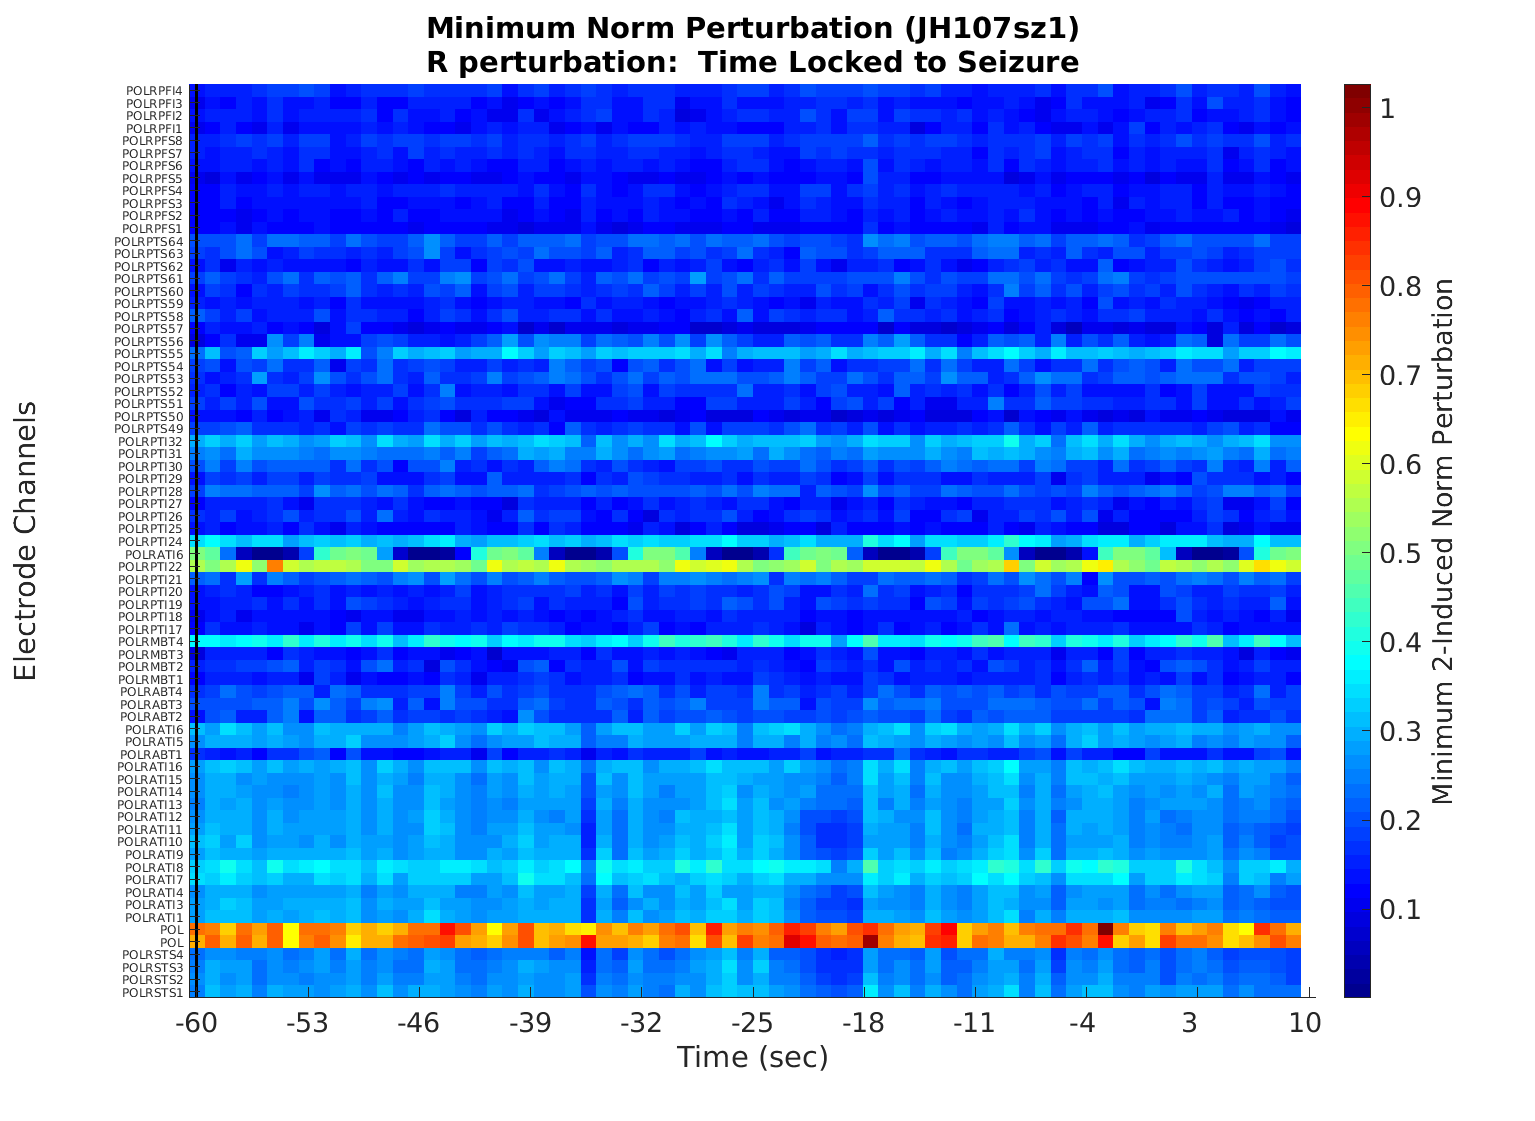 Minimum Norm Perturbation (JH107sz1)
R perturbation:  Time Locked to Seizure
Electrode Channels
POLRPFI4
POLRPFI3
POLRPFI2
POLRPFI1
POLRPFS8
POLRPFS7
POLRPFS6
POLRPFS5
POLRPFS4
POLRPFS3
POLRPFS2
POLRPFS1
POLRPTS64
POLRPTS63
POLRPTS62
POLRPTS61
POLRPTS60
POLRPTS59
POLRPTS58
POLRPTS57
POLRPTS56
POLRPTS55
POLRPTS54
POLRPTS53
POLRPTS52
POLRPTS51
POLRPTS50
POLRPTS49
POLRPTI32
POLRPTI31
POLRPTI30
POLRPTI29
POLRPTI28
POLRPTI27
POLRPTI26
POLRPTI25
POLRPTI24
POLRATI6
POLRPTI22
POLRPTI21
POLRPTI20
POLRPTI19
POLRPTI18
POLRPTI17
POLRMBT4
POLRMBT3
POLRMBT2
POLRMBT1
POLRABT4
POLRABT3
POLRABT2
POLRATI6
POLRATI5
POLRABT1
POLRATI16
POLRATI15
POLRATI14
POLRATI13
POLRATI12
POLRATI11
POLRATI10
POLRATI9
POLRATI8
POLRATI7
POLRATI4
POLRATI3
POLRATI1
POL
POL
POLRSTS4
POLRSTS3
POLRSTS2
POLRSTS1
-60 -53 -46 -39 -32 -25 -18 -11 -4 3 10
Time (sec)
1
0.9
0.8
0.7
0.6
0.5
0.4
0.3
0.2
0.1
Minimum 2-Induced Norm Perturbation